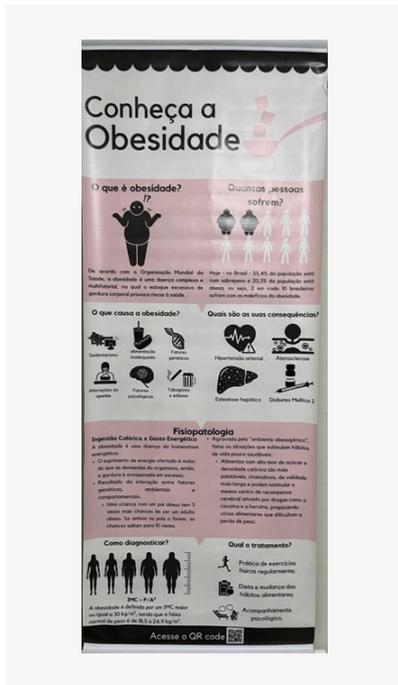 Conheça a
Obesidade
O que é obesidade?
!?
De acordo com a Organização Mundial da
Saúde, a obesidade é uma doença complexa e
multifatorial, na qual o estoque excessivo de
gordura corporal provoca riscos à saúde.
Quantas pessoas
sofrem?
Hoje - no Brasil - 55,4% da população está
com sobrepeso e 20,3% da população está
obesa, ou seja, 2 em cada 10 brasileiros
sofrem com os malefícios da obesidade.
O que causa a obesidade?
Sedentarismo
alimentação
inadequada
Fatores
genéticos
Alterações do
apetite
Fatores
psicológicos
Tabagismo
e etilismo
Quais são as suas consequências?
Hipertensão arterial
Aterosclerose
Esteatose hepática
Diabetes Mellitus 2
Fisiopatologia
Ingestão Calórica x Gasto Energético
A obesidade é uma doença da homeostase
energética:
O suprimento de energia ofertado é maior
do que as demandas do organismo, então,
a gordura é armazenada em excesso;
Resultado da interação entre fatores
genéticos, ambientais e
comportamentais:
Uma criança com um pai obeso tem 3
vezes mais chances de ser um adulto
obeso. Se ambos os pais o forem, as
chances saltam para 10 vezes.
Agravada pelo "ambiente obesogênico",
fatos ou situações que estimulam hábitos
de vida pouco saudáveis:
Alimentos com alto teor de açúcar e
densidade calórica são mais
palatáveis, chamativos, de validade
mais longa e podem estimular o
mesmo centro de recompensa
cerebral ativado por drogas como a
cocaína e a heroína, propiciando
vícios alimentares que dificultam a
perda de peso.
Como diagnosticar?
IMC = P/A²
A obesidade é definida por um IMC maior
ou igual a 30 kg/m², sendo que a faixa
normal de peso é de 18,5 a 24,9 kg/m².
Qual o tratamento?
Prática de exercícios
físicos regularmente;
Dieta e mudança dos
hábitos alimentares;
Acompanhamento
psicológico.
Acesse o QR code